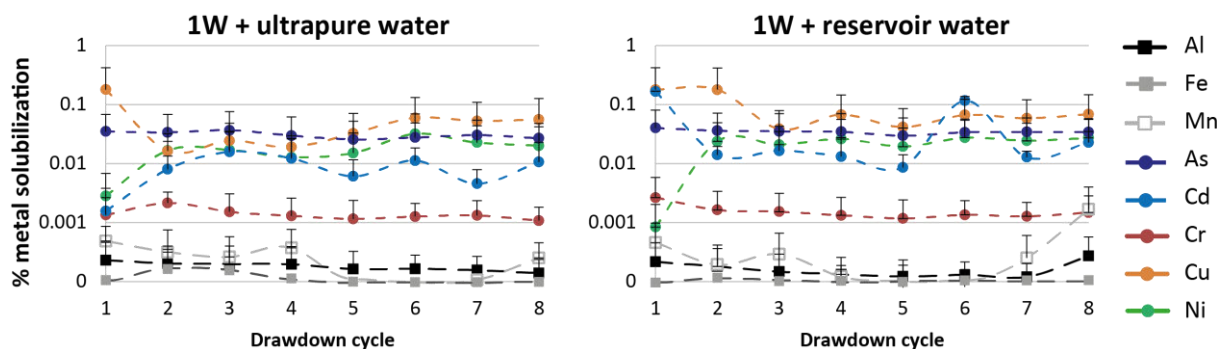 1W + ultrapure water
% metal solubilization
1
0.1
0.01
0.001
0
1 2 3 4 5 6 7 8
Drawdown cycle
1W + reservoir water
1
0.1
0.01
0.001
0
1 2 3 4 5 6 7 8
Drawdown cycle
Al
Fe
Mn
As
Cd
Cr
Cu
Ni